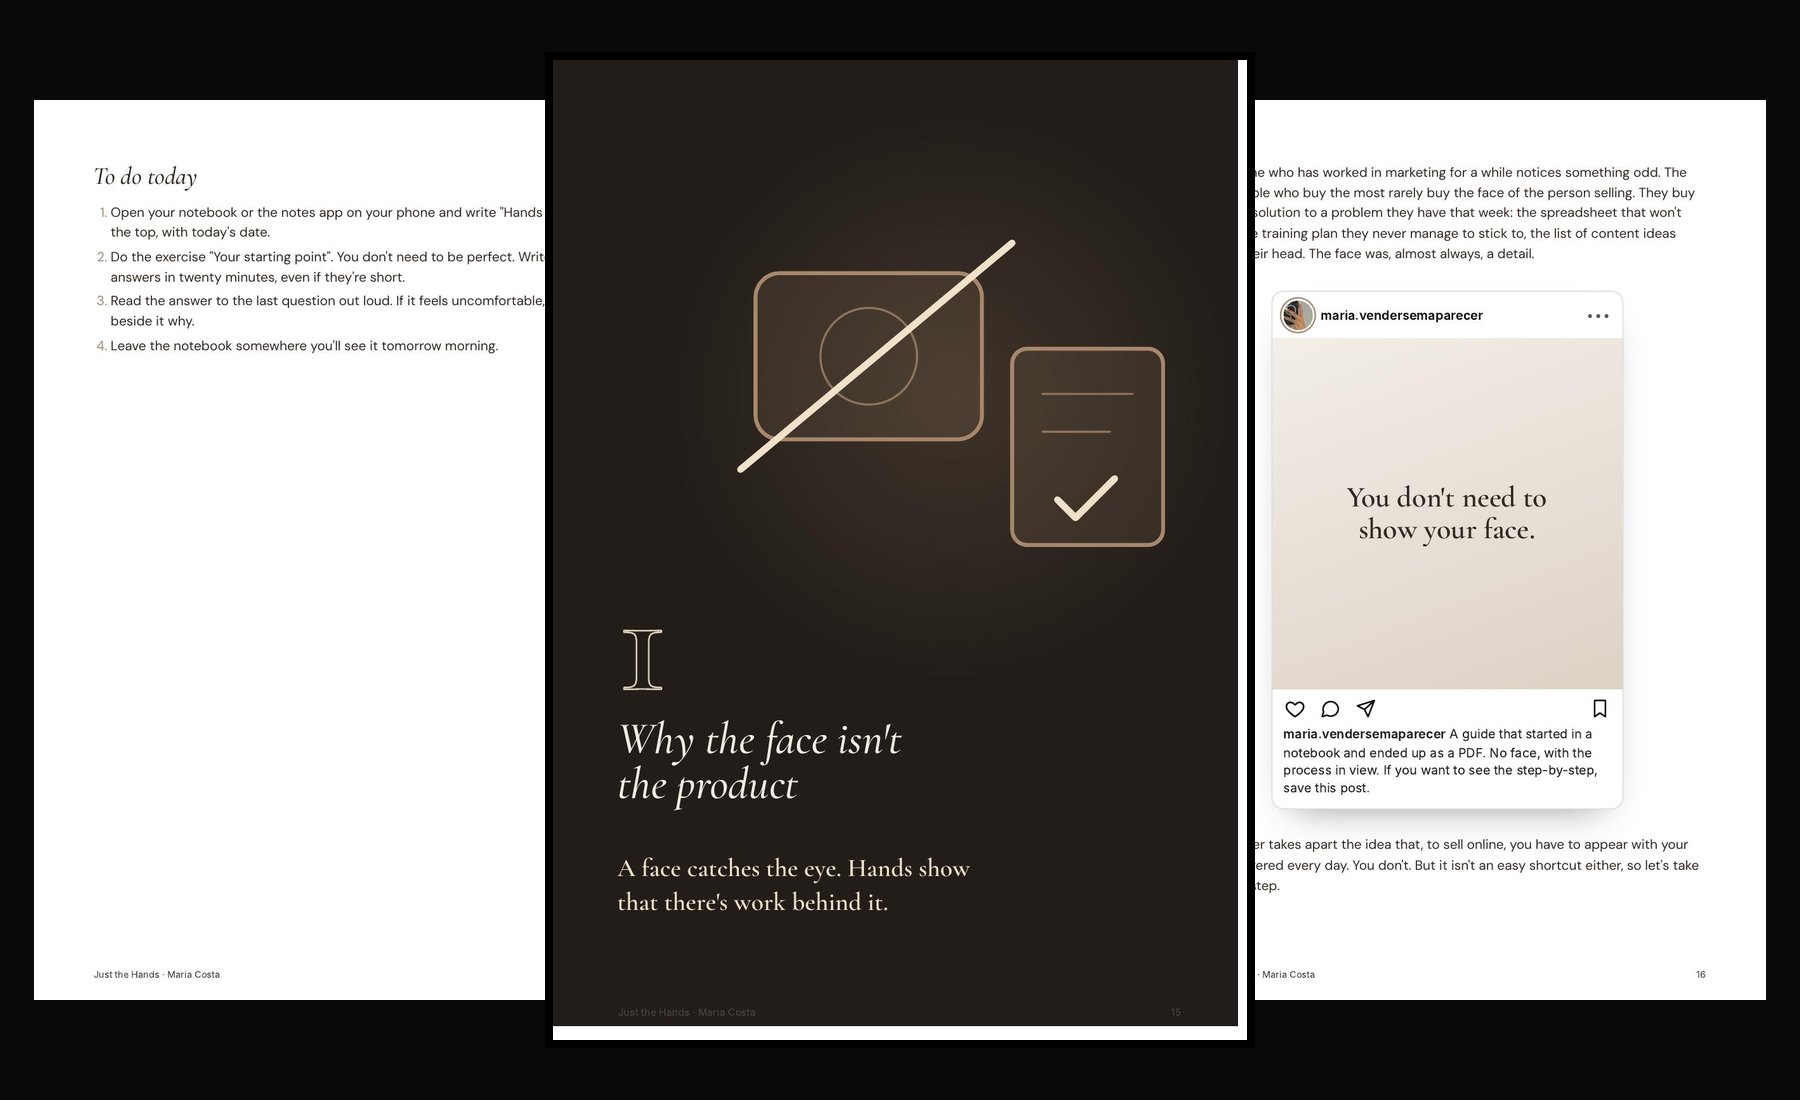 To do today
1. Open your notebook or the notes app on your phone and write "Hands
the top, with today's date.
2. Do the exercise "Your starting point". You don't need to be perfect. Write
answers in twenty minutes, even if they're short.
3. Read the answer to the last question out loud. If it feels uncomfortable,
beside it why.
4. Leave the notebook somewhere you'll see it tomorrow morning.
Just the Hands · Maria Costa
I
Why the face isn't
the product
A face catches the eye. Hands show
that there's work behind it.
Just the Hands · Maria Costa
15
who has worked in marketing for a while notices something odd. The
who buy the most rarely buy the face of the person selling. They buy
solution to a problem they have that week: the spreadsheet that won't
training plan they never manage to stick to, the list of content ideas
head. The face was, almost always, a detail.
maria.vendersemaparecer
You don't need to
show your face.
maria.vendersemaparecer A guide that started in a
notebook and ended up as a PDF. No face, with the
process in view. If you want to see the step-by-step,
save this post.
takes apart the idea that, to sell online, you have to appear with your
every day. You don't. But it isn't an easy shortcut either, so let's take
step.
· Maria Costa
16